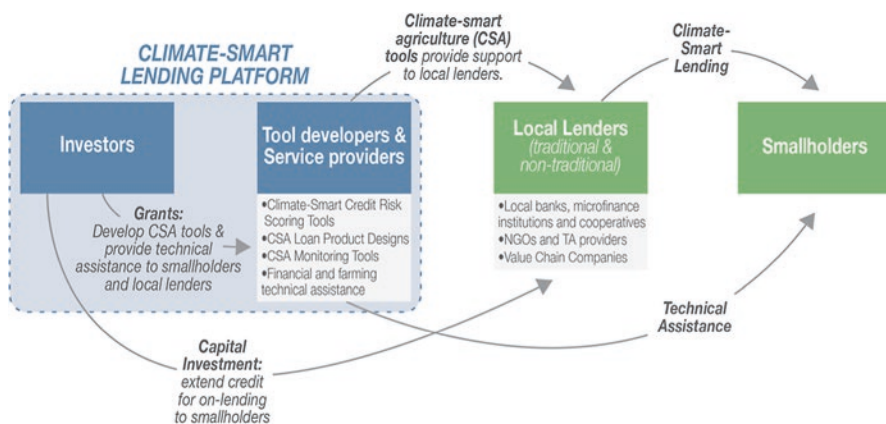 CLIMATE-SMART
LENDING PLATFORM
Climate-smart
agriculture (CSA)
tools provide support
to local lenders.
Climate-
Smart
Lending
Investors
Tool developers &
Service providers
Local Lenders
(traditional &
non-traditional)
Smallholders
Grants:
Develop CSA tools &
provide technical
assistance to smallholders
and local lenders
•Climate-Smart Credit Risk
Scoring Tools
•CSA Loan Product Designs
•CSA Monitoring Tools
•Financial and farming
technical assistance
•Local banks, microfinance
institutions and cooperatives
•NGOs and TA providers
•Value Chain Companies
Technical
Assistance
Capital
Investment:
extend credit
for on-lending
to smallholders